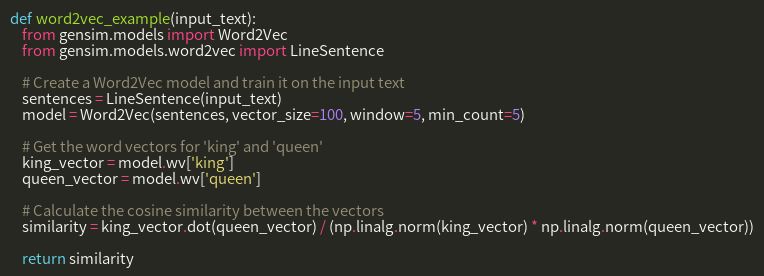 def word2vec_example(input_text):
    from gensim.models import Word2Vec
    from gensim.models.word2vec import LineSentence

    # Create a Word2Vec model and train it on the input text
    sentences = LineSentence(input_text)
    model = Word2Vec(sentences, vector_size=100, window=5, min_count=5)

    # Get the word vectors for 'king' and 'queen'
    king_vector = model.wv['king']
    queen_vector = model.wv['queen']

    # Calculate the cosine similarity between the vectors
    similarity = king_vector.dot(queen_vector) / (np.linalg.norm(king_vector) * np.linalg.norm(queen_vector))

    return similarity